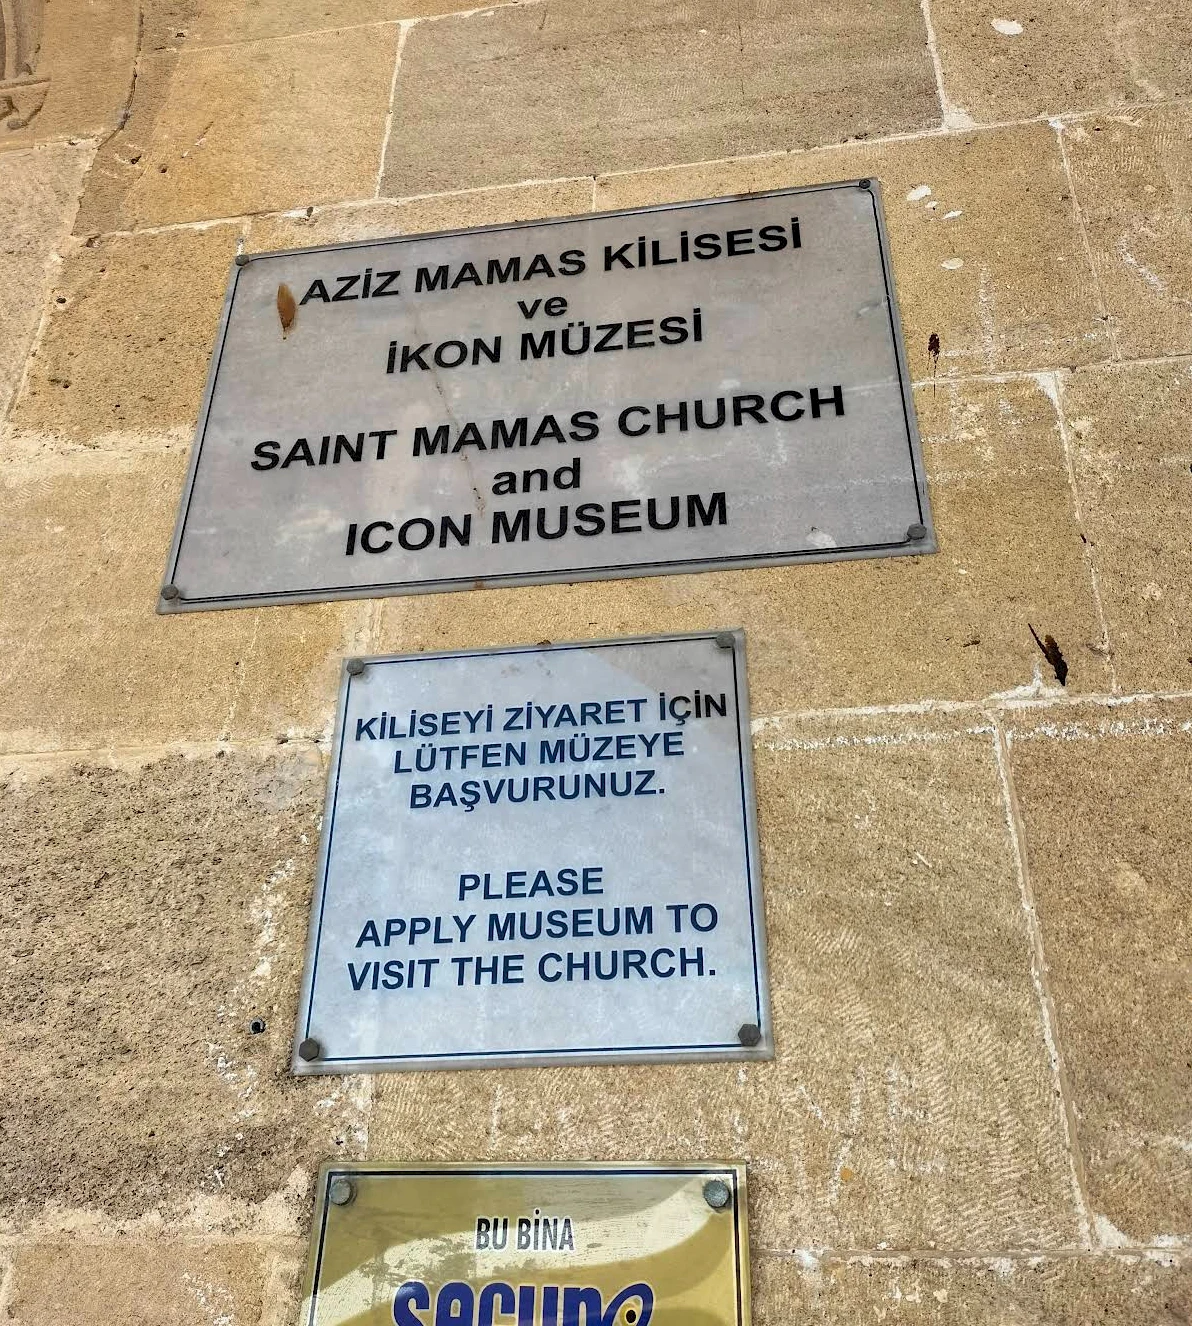 AZİZ MAMAS KİLİSESİ
ve
İKON MÜZESİ
SAINT MAMAS CHURCH
and
ICON MUSEUM
KİLİSEYİ ZİYARET İÇİN
LÜTFEN MÜZEYE
BAŞVURUNUZ.
PLEASE
APPLY MUSEUM TO
VISIT THE CHURCH.
BU BİNA